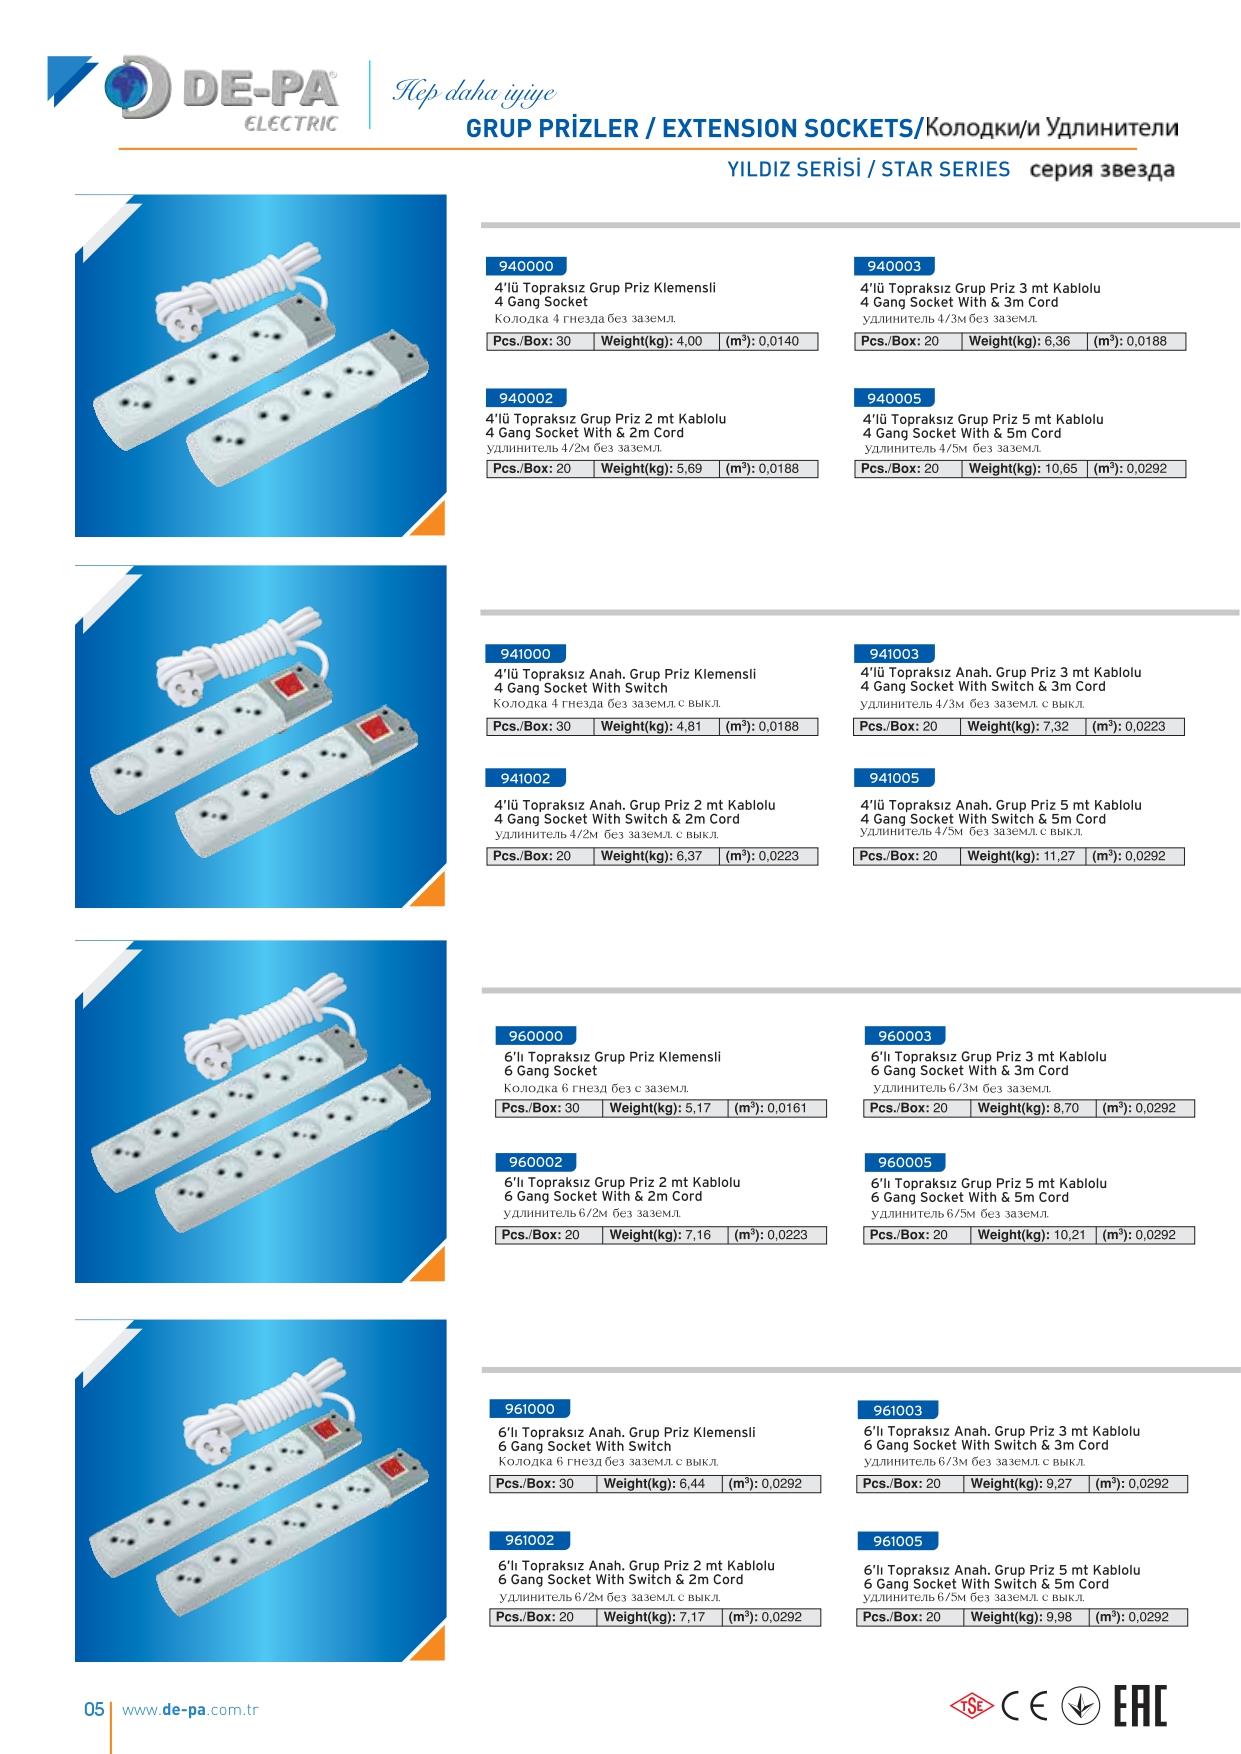 DE-PA®
ELECTRIC
Hep daha iyiye
GRUP PRİZLER / EXTENSION SOCKETS/Колодки/и Удлинители
YILDIZ SERİSİ / STAR SERIES серия звезда
940000
4'lü Topraksız Grup Priz Klemensli
4 Gang Socket
Колодка 4 гнезда без заземл.
Pcs./Box: 30 Weight(kg): 4,00 (m³): 0,0140
940003
4'lü Topraksız Grup Priz 3 mt Kablolu
4 Gang Socket With & 3m Cord
удлинитель 4/3м без заземл.
Pcs./Box: 20 Weight(kg): 6,36 (m³): 0,0188
940002
4'lü Topraksız Grup Priz 2 mt Kablolu
4 Gang Socket With & 2m Cord
удлинитель 4/2м без заземл.
Pcs./Box: 20 Weight(kg): 5,69 (m³): 0,0188
940005
4'lü Topraksız Grup Priz 5 mt Kablolu
4 Gang Socket With & 5m Cord
удлинитель 4/5м без заземл.
Pcs./Box: 20 Weight(kg): 10,65 (m³): 0,0292
941000
4'lü Topraksız Anah. Grup Priz Klemensli
4 Gang Socket With Switch
Колодка 4 гнезда без заземл. с выкл.
Pcs./Box: 30 Weight(kg): 4,81 (m³): 0,0188
941003
4'lü Topraksız Anah. Grup Priz 3 mt Kablolu
4 Gang Socket With Switch & 3m Cord
удлинитель 4/3м без заземл. с выкл.
Pcs./Box: 20 Weight(kg): 7,32 (m³): 0,0223
941002
4'lü Topraksız Anah. Grup Priz 2 mt Kablolu
4 Gang Socket With Switch & 2m Cord
удлинитель 4/2м без заземл. с выкл.
Pcs./Box: 20 Weight(kg): 6,37 (m³): 0,0223
941005
4'lü Topraksız Anah. Grup Priz 5 mt Kablolu
4 Gang Socket With Switch & 5m Cord
удлинитель 4/5м без заземл. с выкл.
Pcs./Box: 20 Weight(kg): 11,27 (m³): 0,0292
960000
6'lı Topraksız Grup Priz Klemensli
6 Gang Socket
Колодка 6 гнезд без с заземл.
Pcs./Box: 30 Weight(kg): 5,17 (m³): 0,0161
960003
6'lı Topraksız Grup Priz 3 mt Kablolu
6 Gang Socket With & 3m Cord
удлинитель 6/3м без заземл.
Pcs./Box: 20 Weight(kg): 8,70 (m³): 0,0292
960002
6'lı Topraksız Grup Priz 2 mt Kablolu
6 Gang Socket With & 2m Cord
удлинитель 6/2м без заземл.
Pcs./Box: 20 Weight(kg): 7,16 (m³): 0,0223
960005
6'lı Topraksız Grup Priz 5 mt Kablolu
6 Gang Socket With & 5m Cord
удлинитель 6/5м без заземл.
Pcs./Box: 20 Weight(kg): 10,21 (m³): 0,0292
961000
6'lı Topraksız Anah. Grup Priz Klemensli
6 Gang Socket With Switch
Колодка 6 гнезд без заземл. с выкл.
Pcs./Box: 30 Weight(kg): 6,44 (m³): 0,0292
961003
6'lı Topraksız Anah. Grup Priz 3 mt Kablolu
6 Gang Socket With Switch & 3m Cord
удлинитель 6/3м без заземл. с выкл.
Pcs./Box: 20 Weight(kg): 9,27 (m³): 0,0292
961002
6'lı Topraksız Anah. Grup Priz 2 mt Kablolu
6 Gang Socket With Switch & 2m Cord
удлинитель 6/2м без заземл. с выкл.
Pcs./Box: 20 Weight(kg): 7,17 (m³): 0,0292
961005
6'lı Topraksız Anah. Grup Priz 5 mt Kablolu
6 Gang Socket With Switch & 5m Cord
удлинитель 6/5м без заземл. с выкл.
Pcs./Box: 20 Weight(kg): 9,98 (m³): 0,0292
05 www.de-pa.com.tr
TSE CE EAC